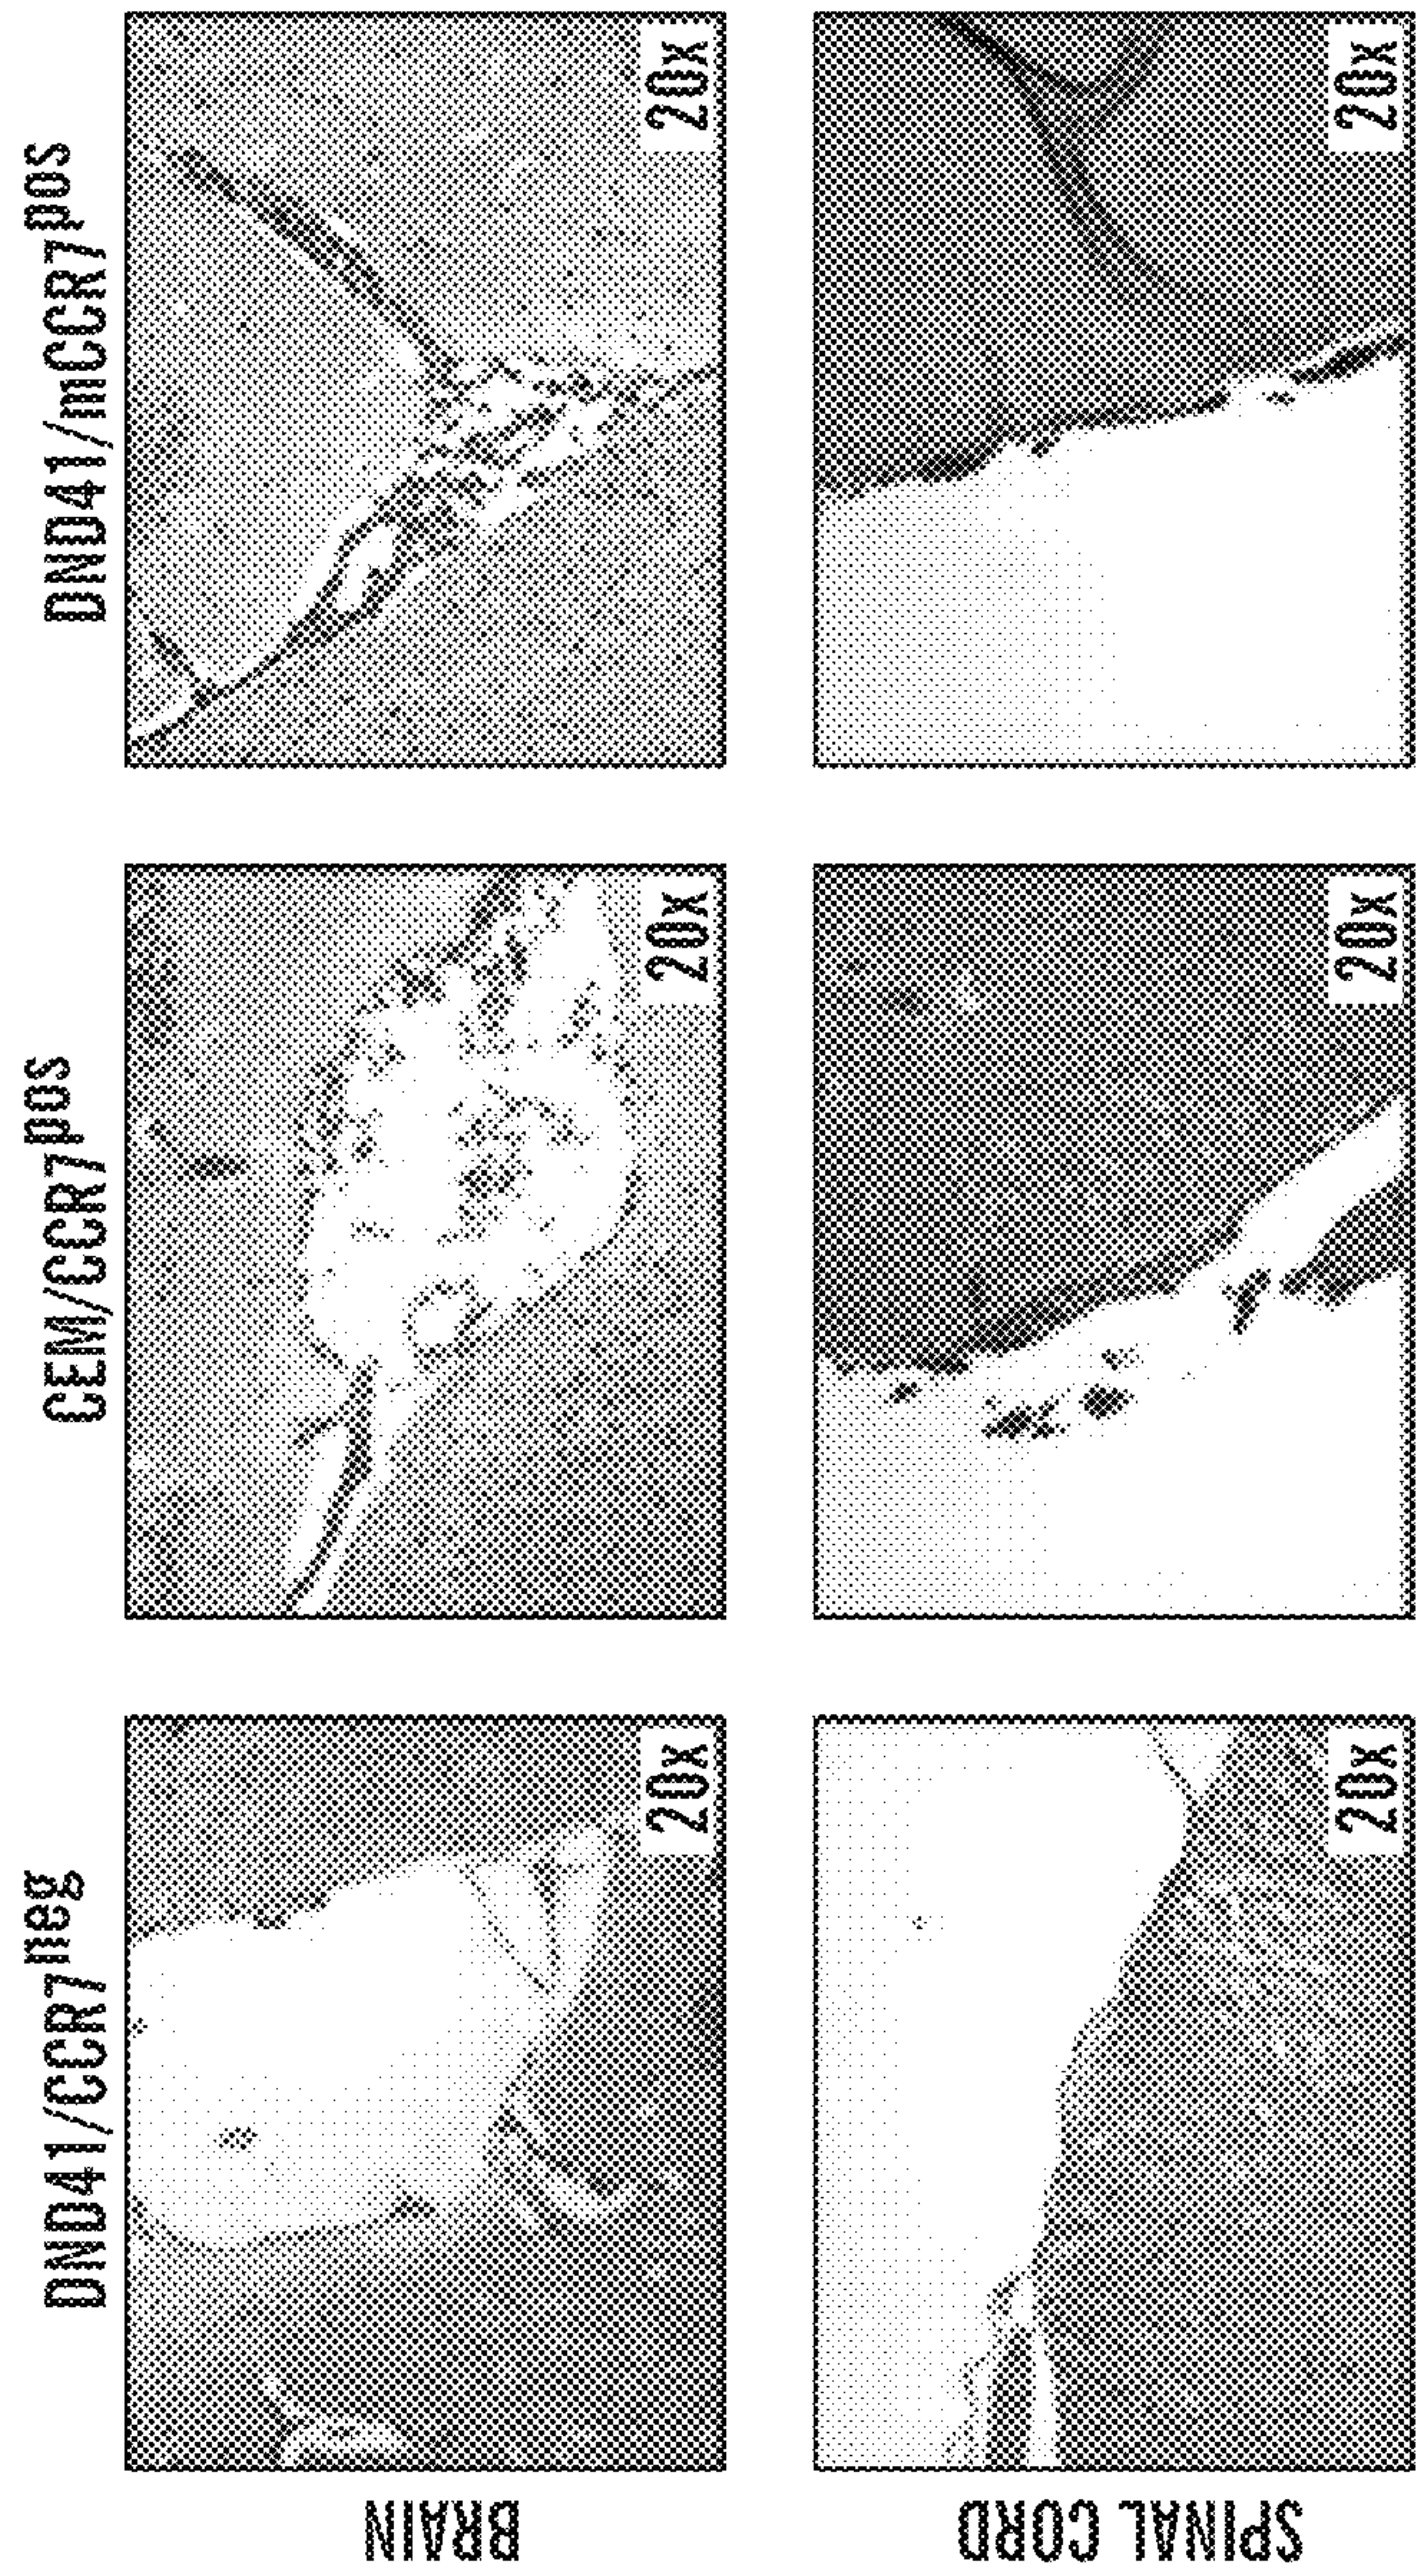 DND41/CCR7neg
CEM/CCR7pos
DND41/mCCR7pos
BRAIN
20x
20x
20x
SPINAL CORD
20x
20x
20x